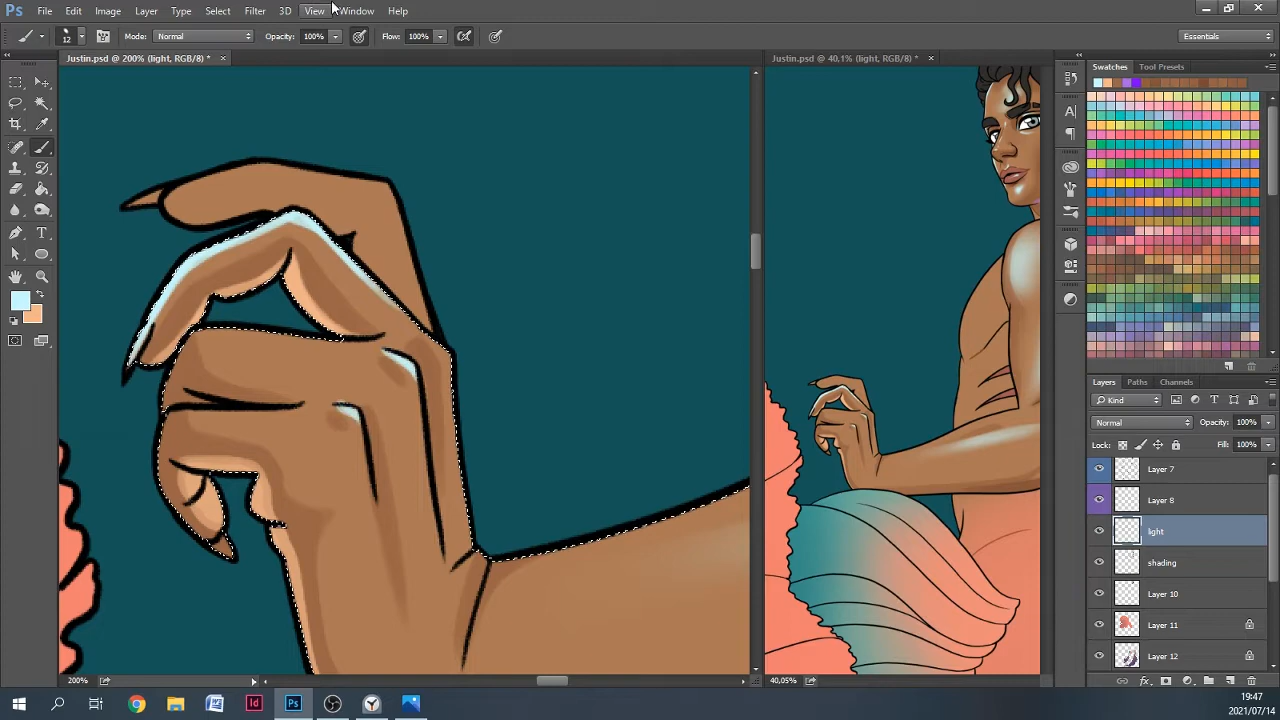 Ps File Edit Image Layer Type Select Filter 3D View Window Help
12 Mode: Normal Opacity: 100% Flow: 100% Essentials
Justin.psd @ 200% (light, RGB/8) * × Justin.psd @ 40,1% (light, RGB/8) * ×
Swatches Tool Presets
Layers Paths Channels
Kind
Normal Opacity: 100%
Lock: Fill: 100%
Layer 7
Layer 8
light
shading
Layer 10
Layer 11
Layer 12
200% 40,05%
19:47
2021/07/14